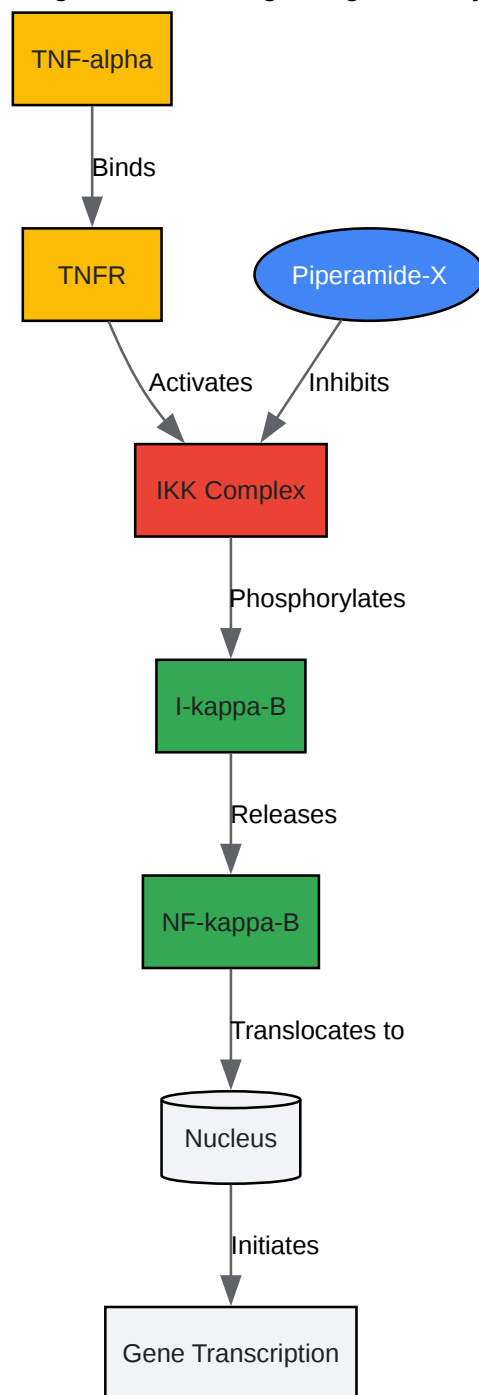 TNF-alpha
Binds
TNFR
Piperamide-X
Activates
Inhibits
IKK Complex
Phosphorylates
I-kappa-B
Releases
NF-kappa-B
Translocates to
Nucleus
Initiates
Gene Transcription